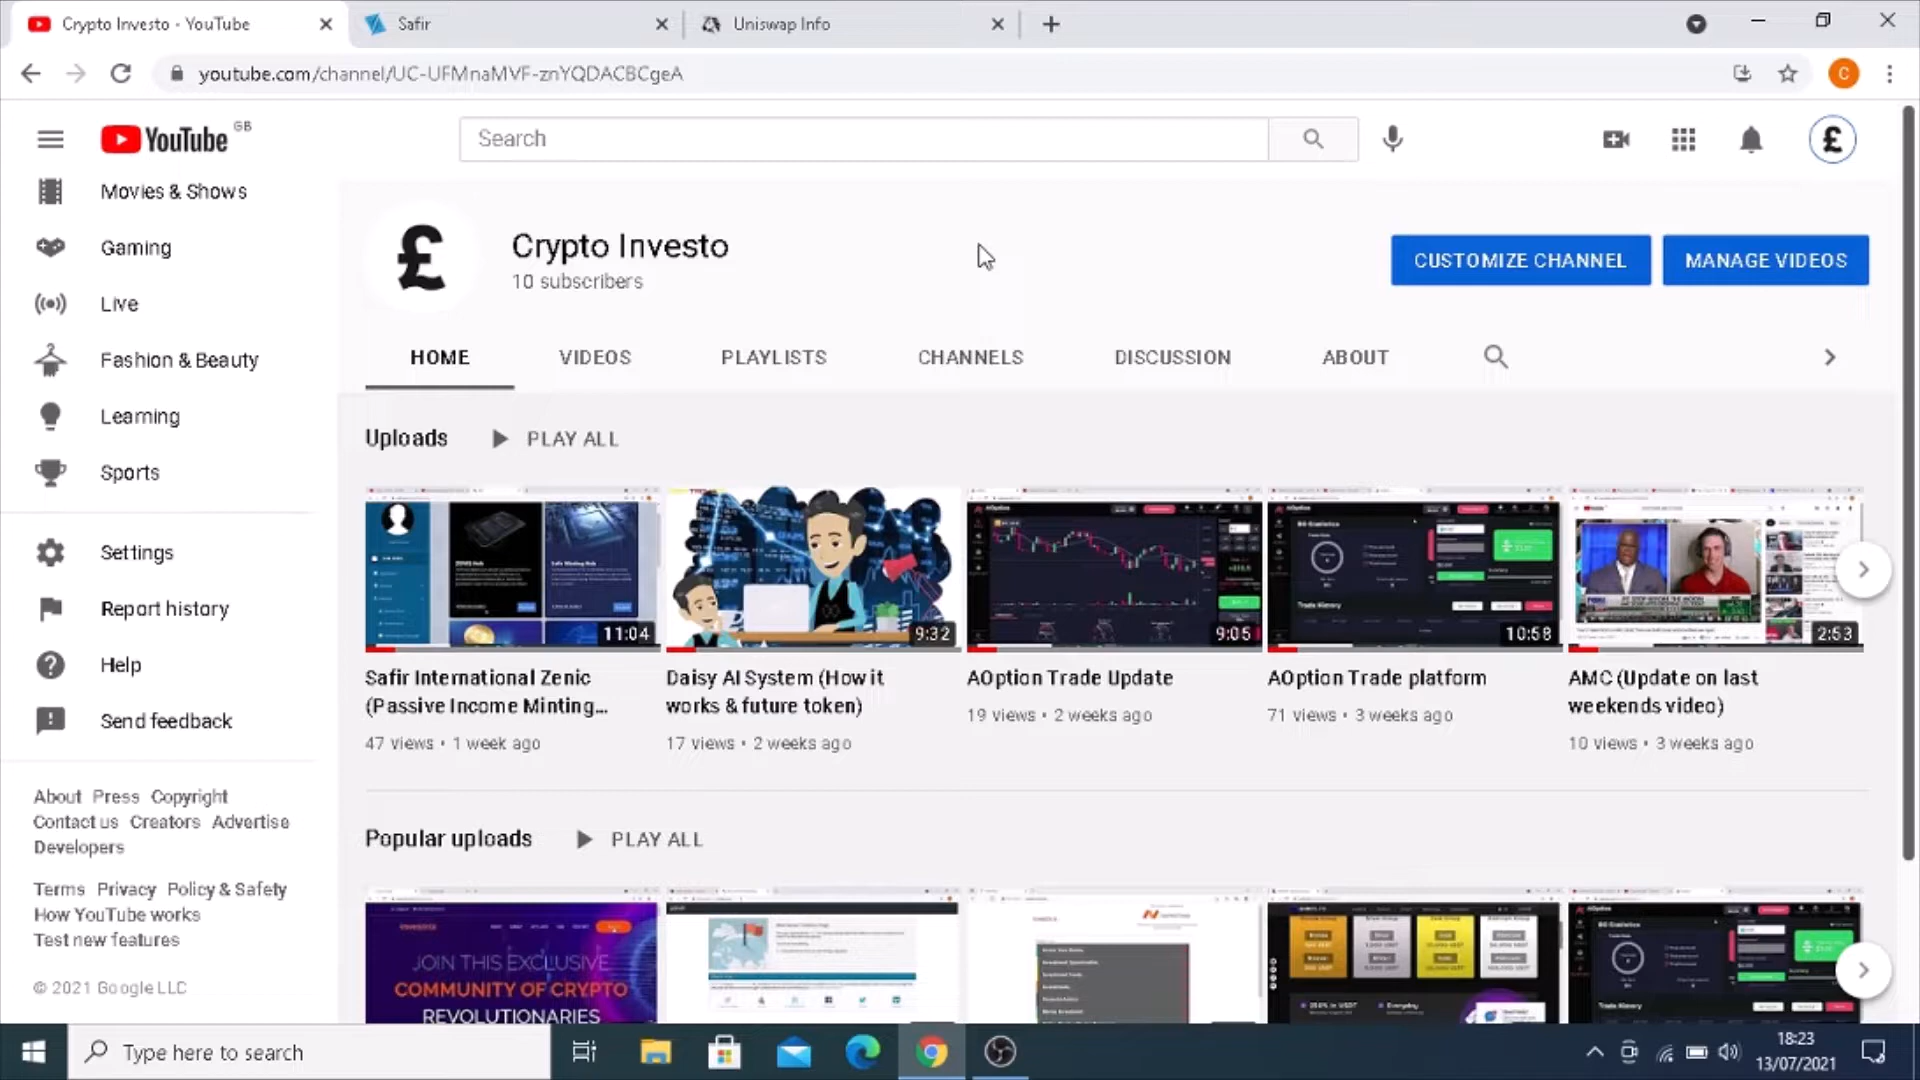 Crypto Investo - YouTube
Safir
Uniswap Info
youtube.com/channel/UC-UFMnaMVF-znYQDACBCgeA
C
YouTube GB
Search
£
Movies & Shows
Gaming
Live
Fashion & Beauty
Learning
Sports
Settings
Report history
Help
Send feedback
About Press Copyright
Contact us Creators Advertise
Developers
Terms Privacy Policy & Safety
How YouTube works
Test new features
© 2021 Google LLC
£
Crypto Investo
10 subscribers
CUSTOMIZE CHANNEL
MANAGE VIDEOS
HOME
VIDEOS
PLAYLISTS
CHANNELS
DISCUSSION
ABOUT
Uploads
PLAY ALL
11:04
9:32
9:05
10:58
2:53
Safir International Zenic
(Passive Income Minting...
47 views • 1 week ago
Daisy AI System (How it
works & future token)
17 views • 2 weeks ago
AOption Trade Update
19 views • 2 weeks ago
AOption Trade platform
71 views • 3 weeks ago
AMC (Update on last
weekends video)
10 views • 3 weeks ago
Popular uploads
PLAY ALL
JOIN THIS EXCLUSIVE
COMMUNITY OF CRYPTO
REVOLUTIONARIES
Trade History
Type here to search
18:23
13/07/2021